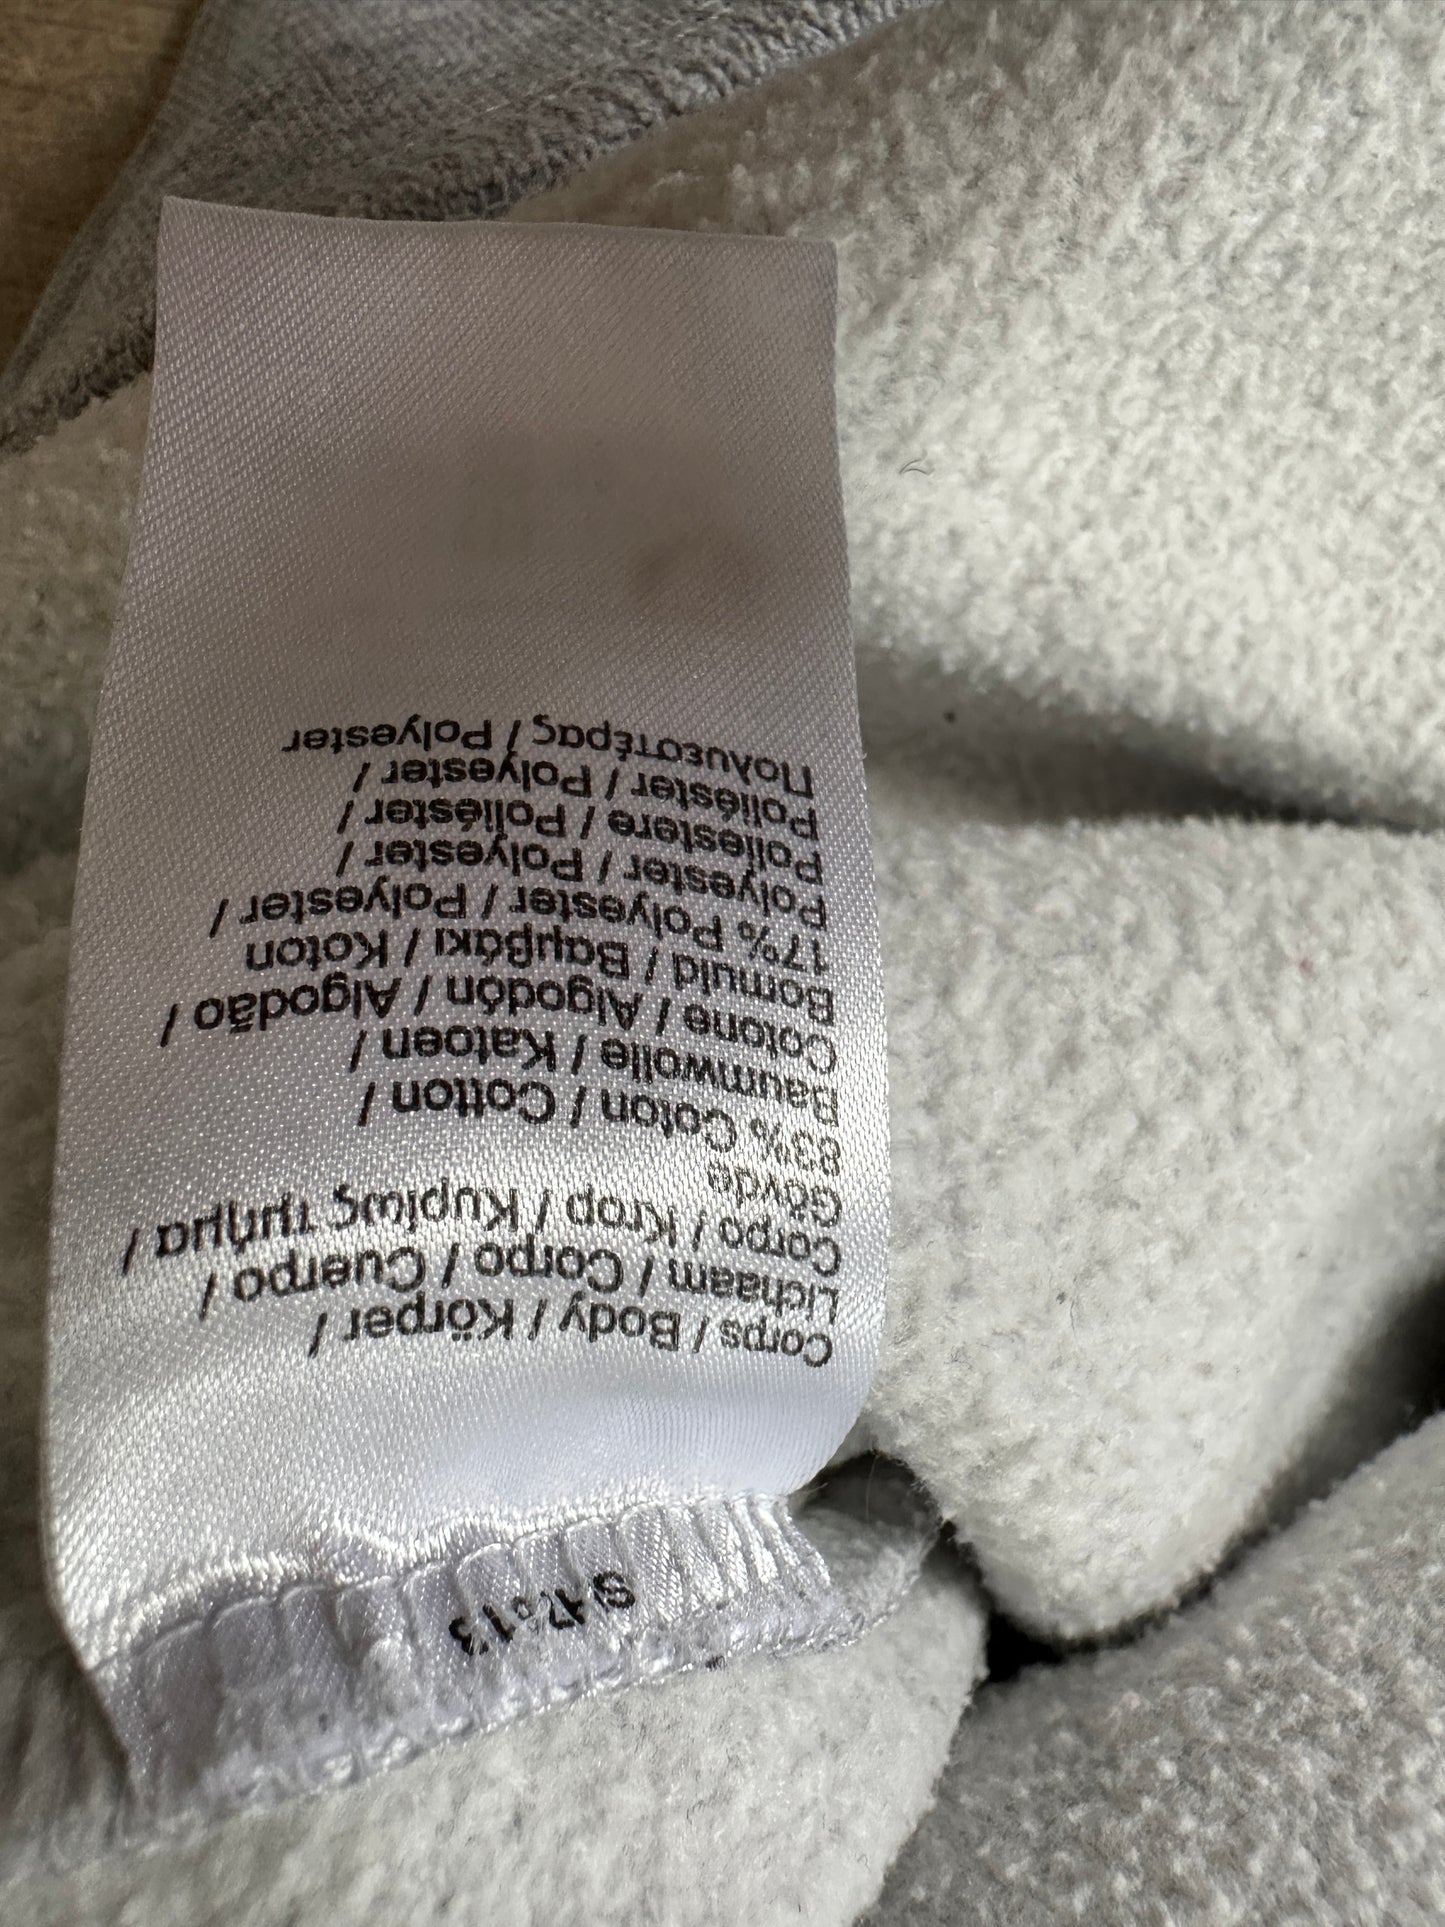 Corps / Body / Körper /
Lichaam / Corpo / Cuerpo /
Corpo / Krop / Κυρίως τμήμα /
Gövde
83% Coton / Cotton /
Baumwolle / Katoen /
Cotone / Algodón / Algodão /
Bomuld / Βαμβάκι / Koton
17% Polyester / Polyester /
Polyester / Polyester /
Poliestere / Poliéster /
Poliéster / Polyester /
Πολυεστέρας / Polyester